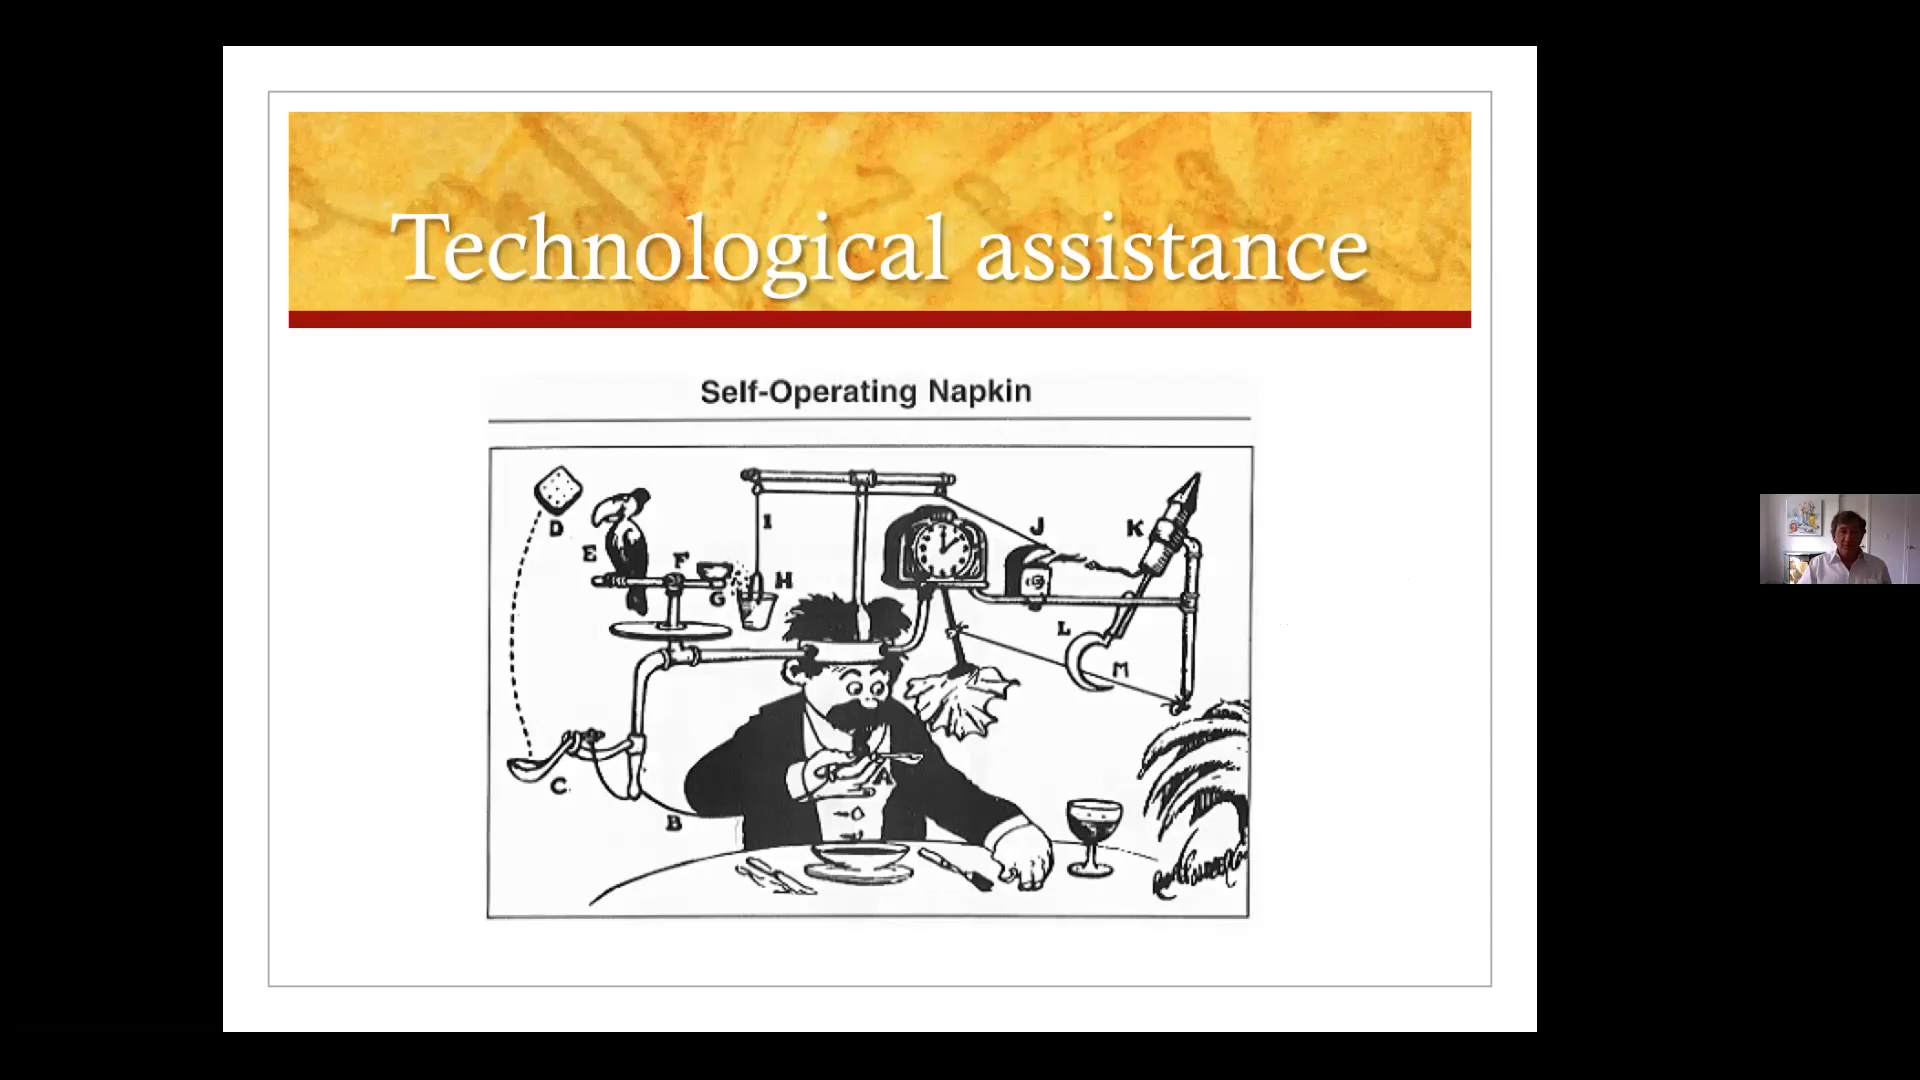 Technological assistance
Self-Operating Napkin
D
E
F
G
I
H
J
K
L
M
C
B
A